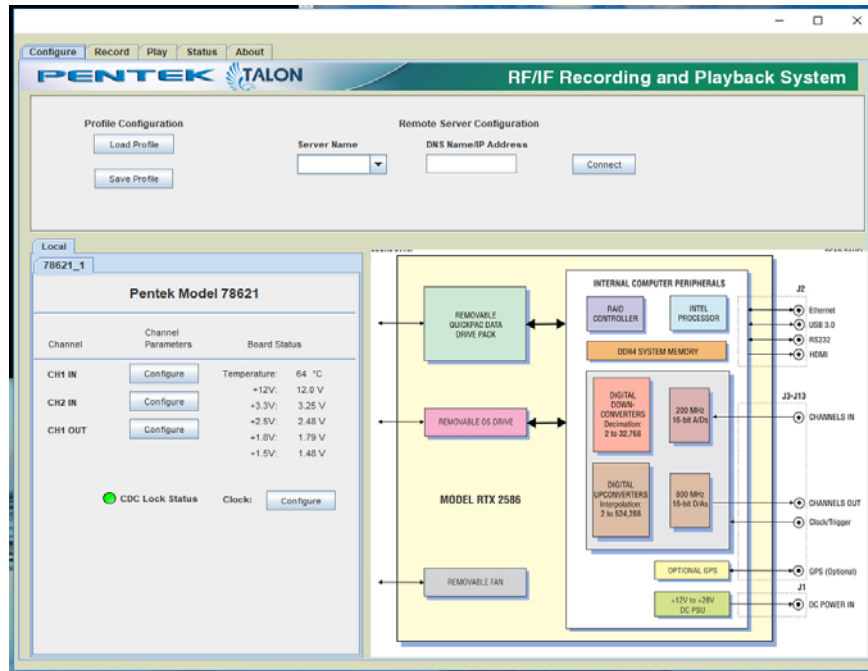 Configure Record Play Status About
PENTEK TALON RF/IF Recording and Playback System
Profile Configuration Remote Server Configuration
Load Profile Server Name DNS Name/IP Address
Connect
Save Profile
Local
78621_1
Pentek Model 78621
Channel Channel Parameters Board Status
CH1 IN Configure Temperature: 64 °C
+12V: 12.0 V
CH2 IN Configure +3.3V: 3.25 V
+2.5V: 2.48 V
CH1 OUT Configure +1.8V: 1.79 V
+1.5V: 1.48 V
CDC Lock Status Clock: Configure
INTERNAL COMPUTER PERIPHERALS
REMOVABLE
QUICKPAC DATA
DRIVE PACK
RAID
CONTROLLER
INTEL
PROCESSOR
DDR4 SYSTEM MEMORY
J2
Ethernet
USB 3.0
RS232
HDMI
REMOVABLE OS DRIVE
DIGITAL
DOWN-
CONVERTERS
Decimation:
2 to 32,768
200 MHz
16-bit A/Ds
J3-J13
CHANNELS IN
MODEL RTX 2586
DIGITAL
UPCONVERTERS
Interpolation:
2 to 524,288
800 MHz
16-bit D/As
CHANNELS OUT
Clock/Trigger
REMOVABLE FAN
OPTIONAL GPS
GPS (Optional)
J1
+12V to +28V
DC PSU
DC POWER IN